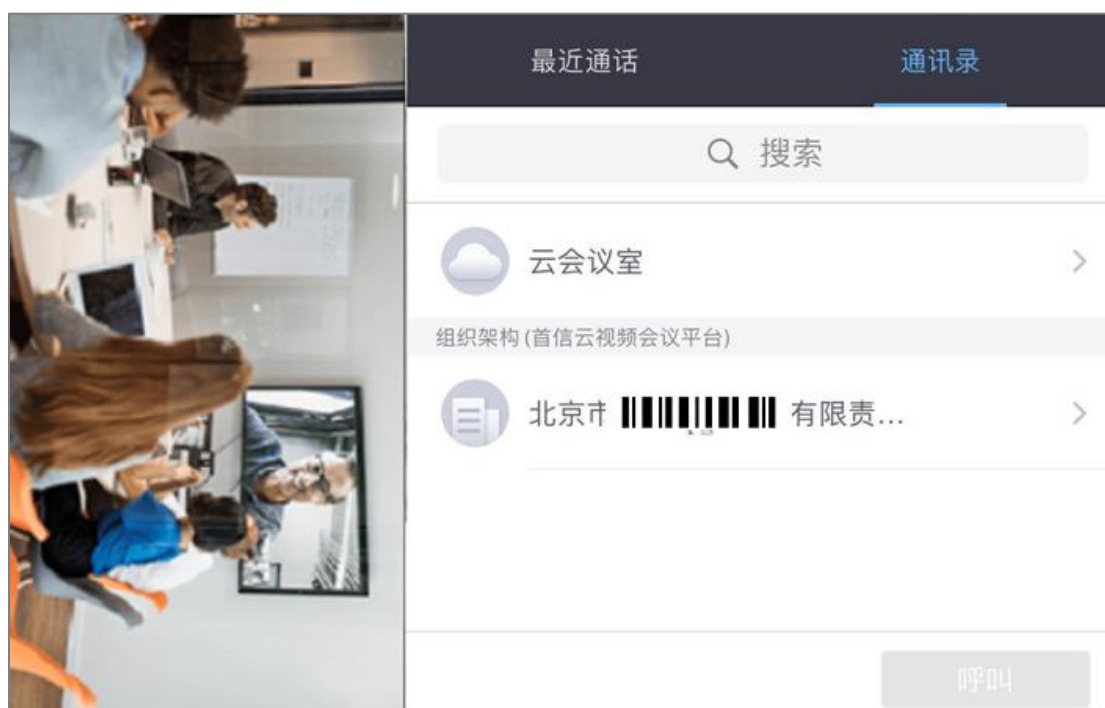 最近通话 通讯录
搜索
云会议室
组织架构 (首信云视频会议平台)
北京市 有限责...
呼叫